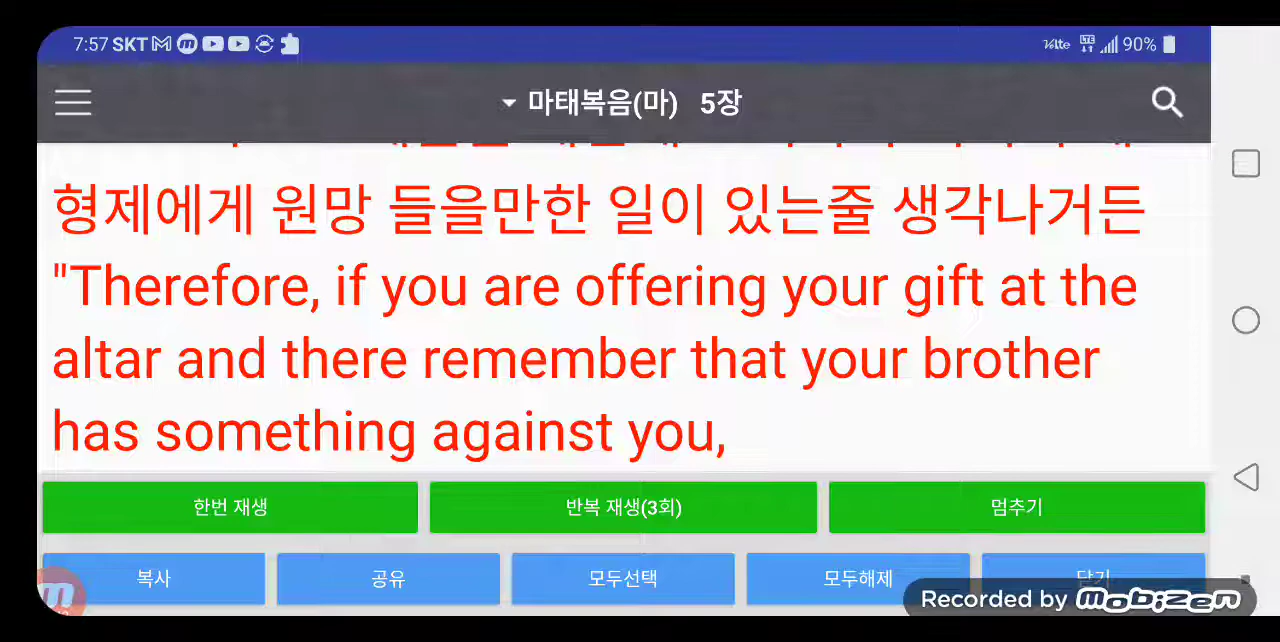 7:57 SKT
Volte LTE 90%
마태복음(마) 5장
형제에게 원망 들을만한 일이 있는줄 생각나거든
"Therefore, if you are offering your gift at the
altar and there remember that your brother
has something against you,
한번 재생 반복 재생(3회) 멈추기
복사 공유 모두선택 모두해제 닫기
Recorded by mobizen